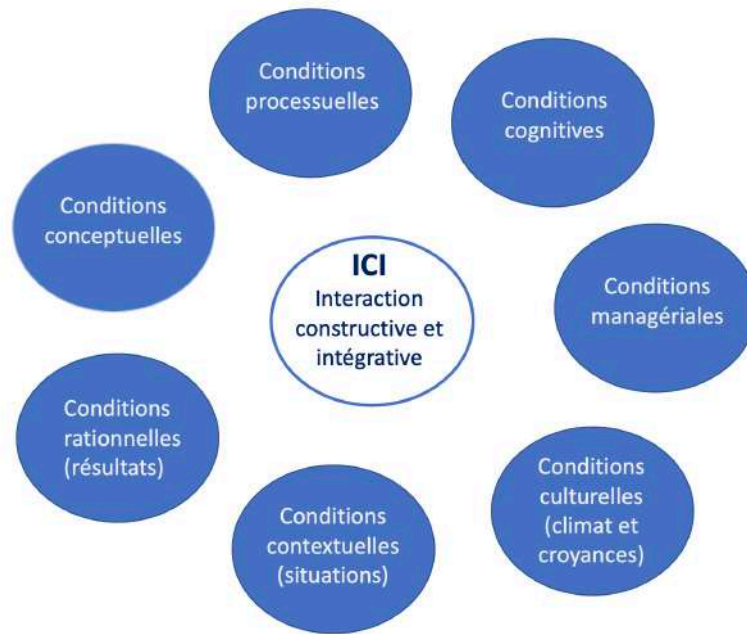 Conditions
processuelles
Conditions
cognitives
Conditions
conceptuelles
ICI
Interaction
constructive et
intégrative
Conditions
managériales
Conditions
rationnelles
(résultats)
Conditions
contextuelles
(situations)
Conditions
culturelles
(climat et
croyances)